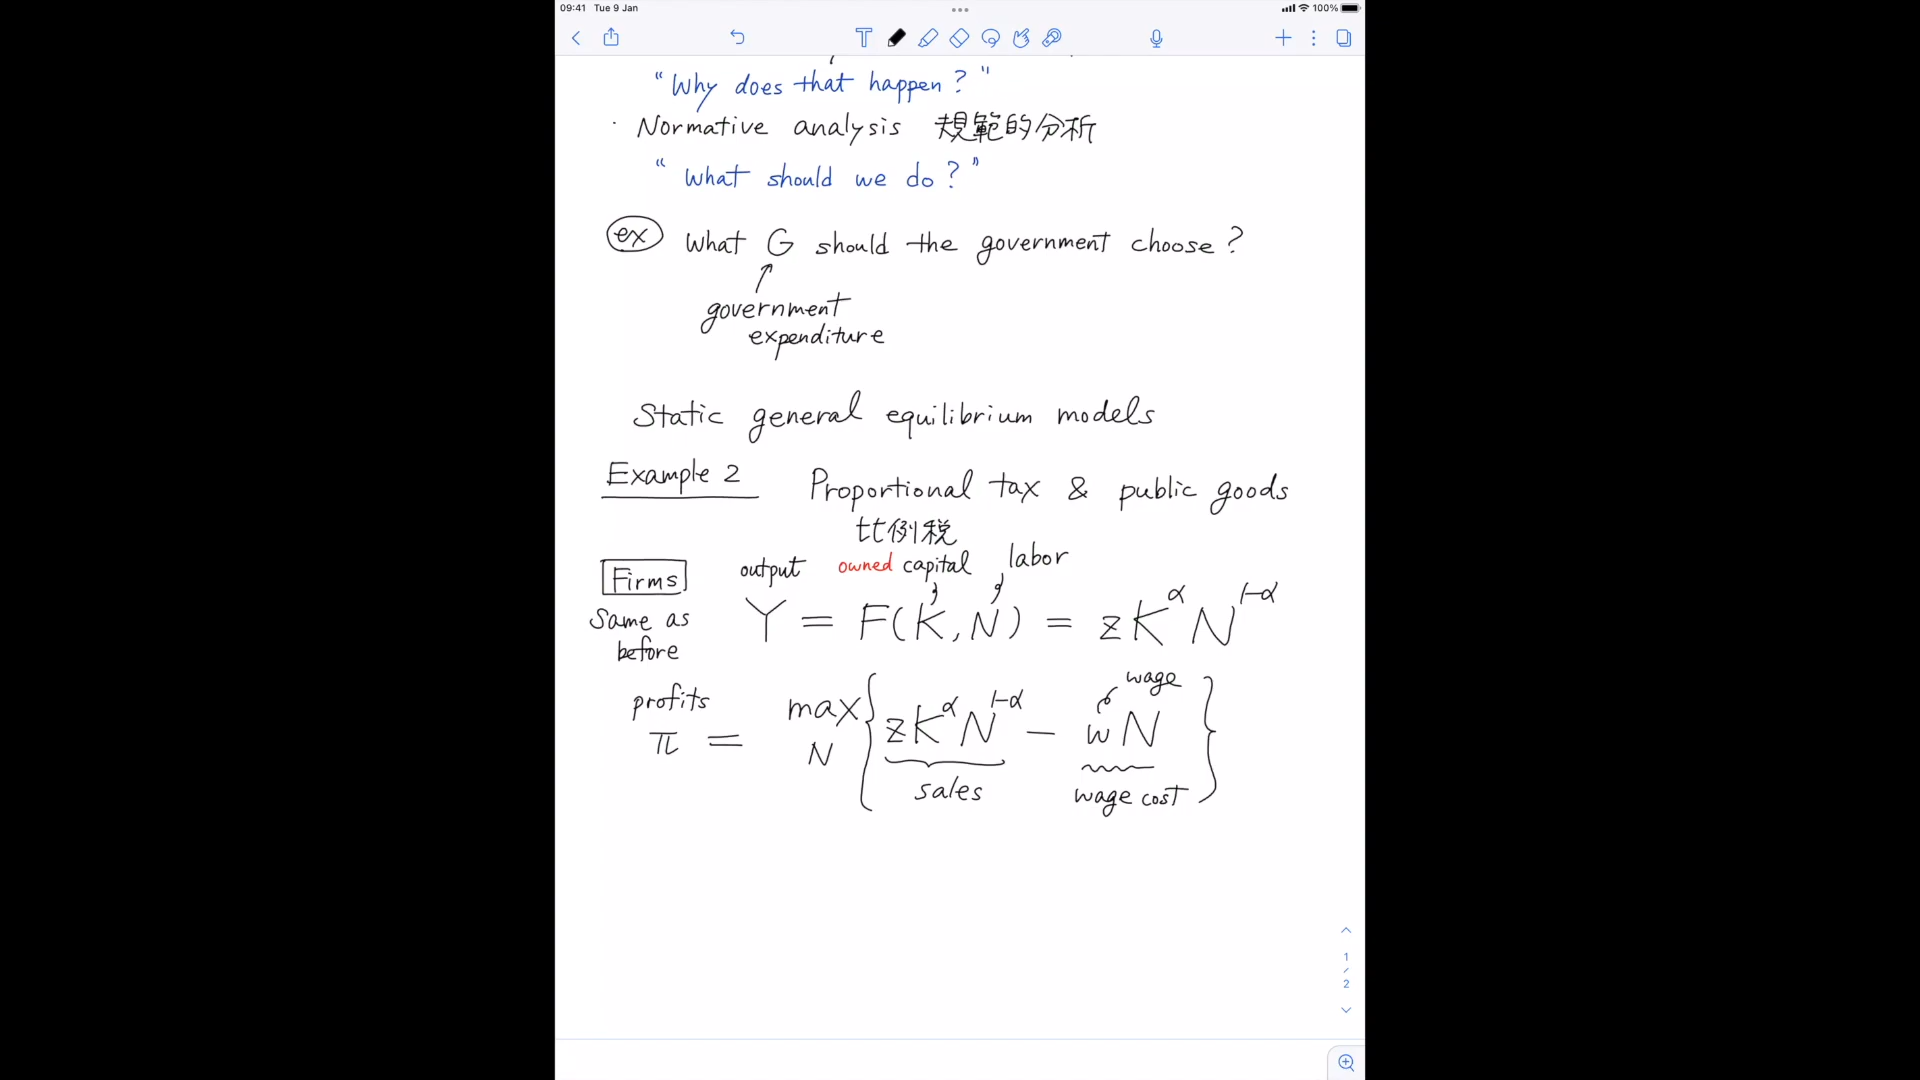 09:41 Tue 9 Jan
100%
"Why does that happen?"
· Normative analysis 規範的分析
"What should we do?"
ex What G should the government choose?
government
expenditure
Static general equilibrium models
Example 2 Proportional tax & public goods
比例税
Firms output owned capital labor
Same as before
Y = F(K, N) = zK^α N^{1-α}
profits
π = max_N { zK^α N^{1-α} − wN }
wage
sales
wage cost
1
/
2